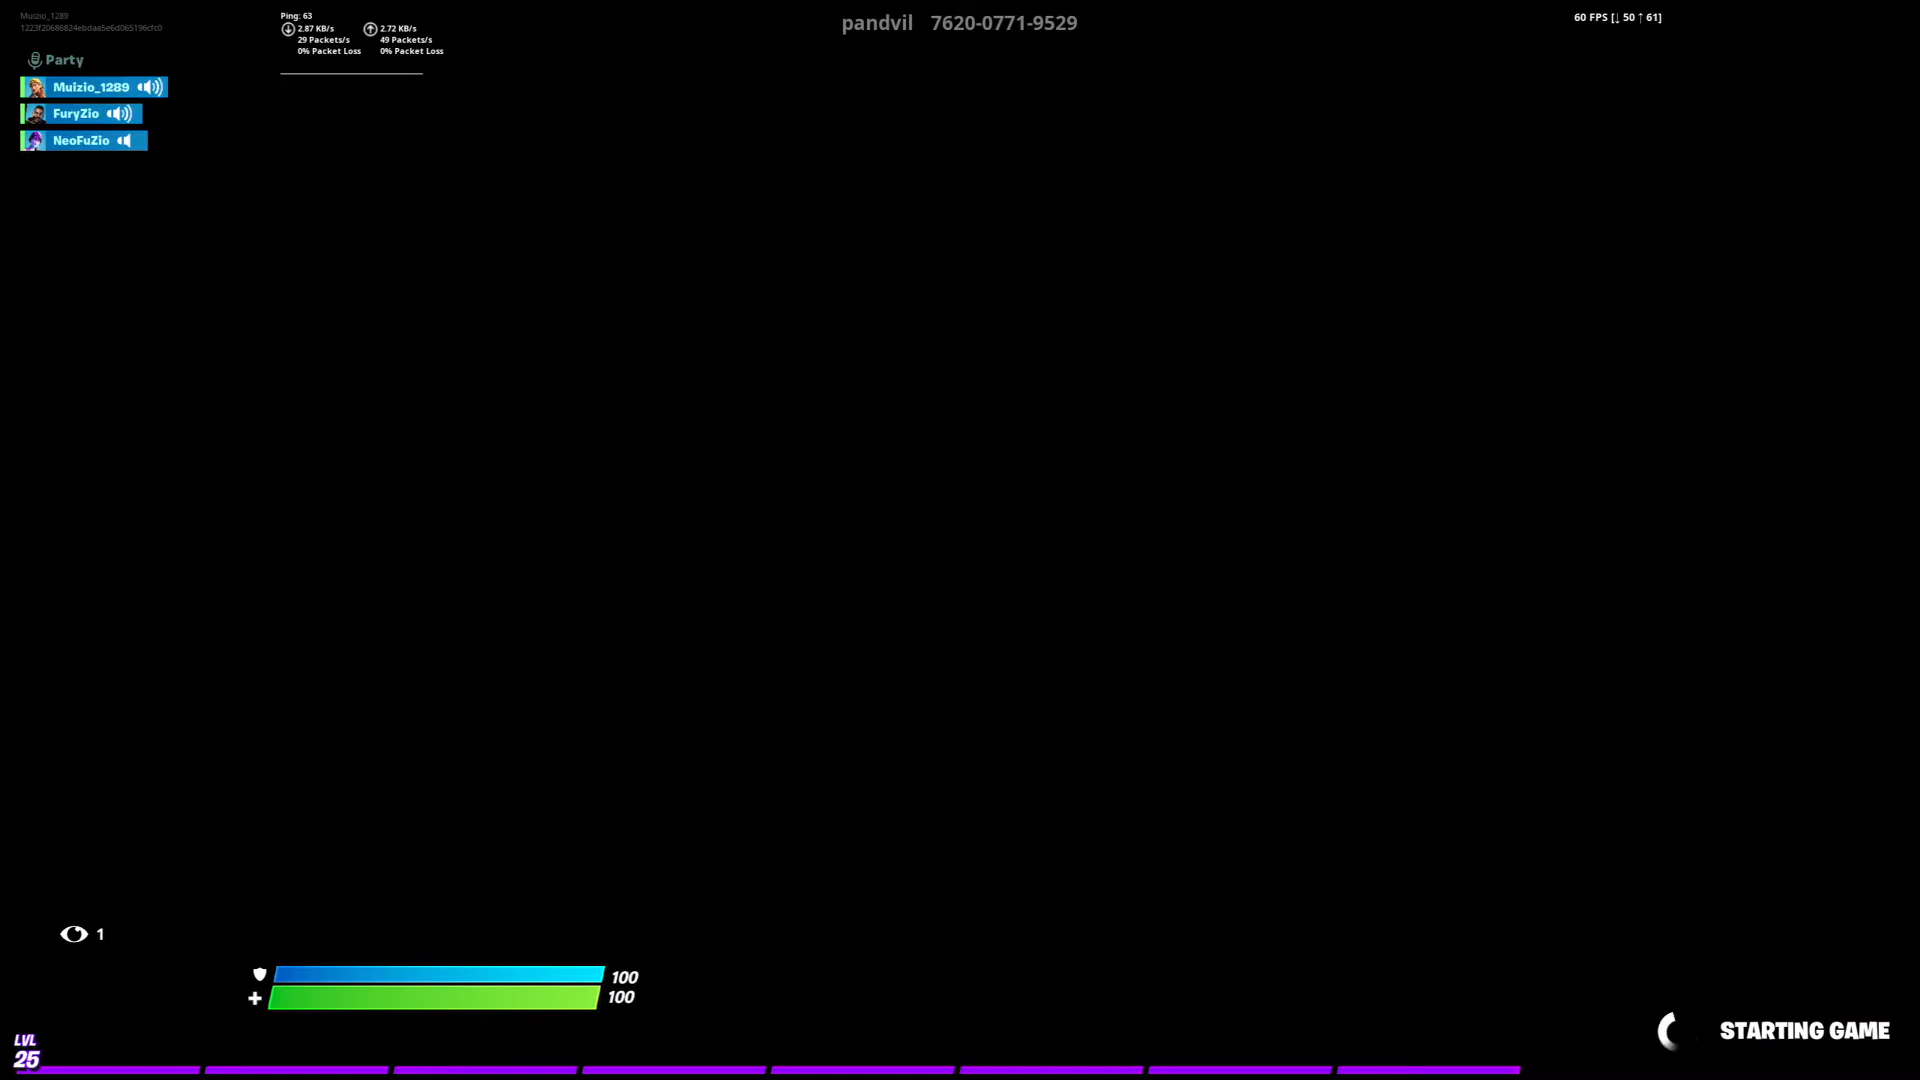 Muizio_1289
1223f20686824ebdaa5e6d065196cfc0
Ping: 63
2.87 KB/s 2.72 KB/s
29 Packets/s 49 Packets/s
0% Packet Loss 0% Packet Loss
pandvil 7620-0771-9529
60 FPS [↓ 50 ↑ 61]
Party
Muizio_1289
FuryZio
NeoFuZio
1
100
100
LVL
25
STARTING GAME